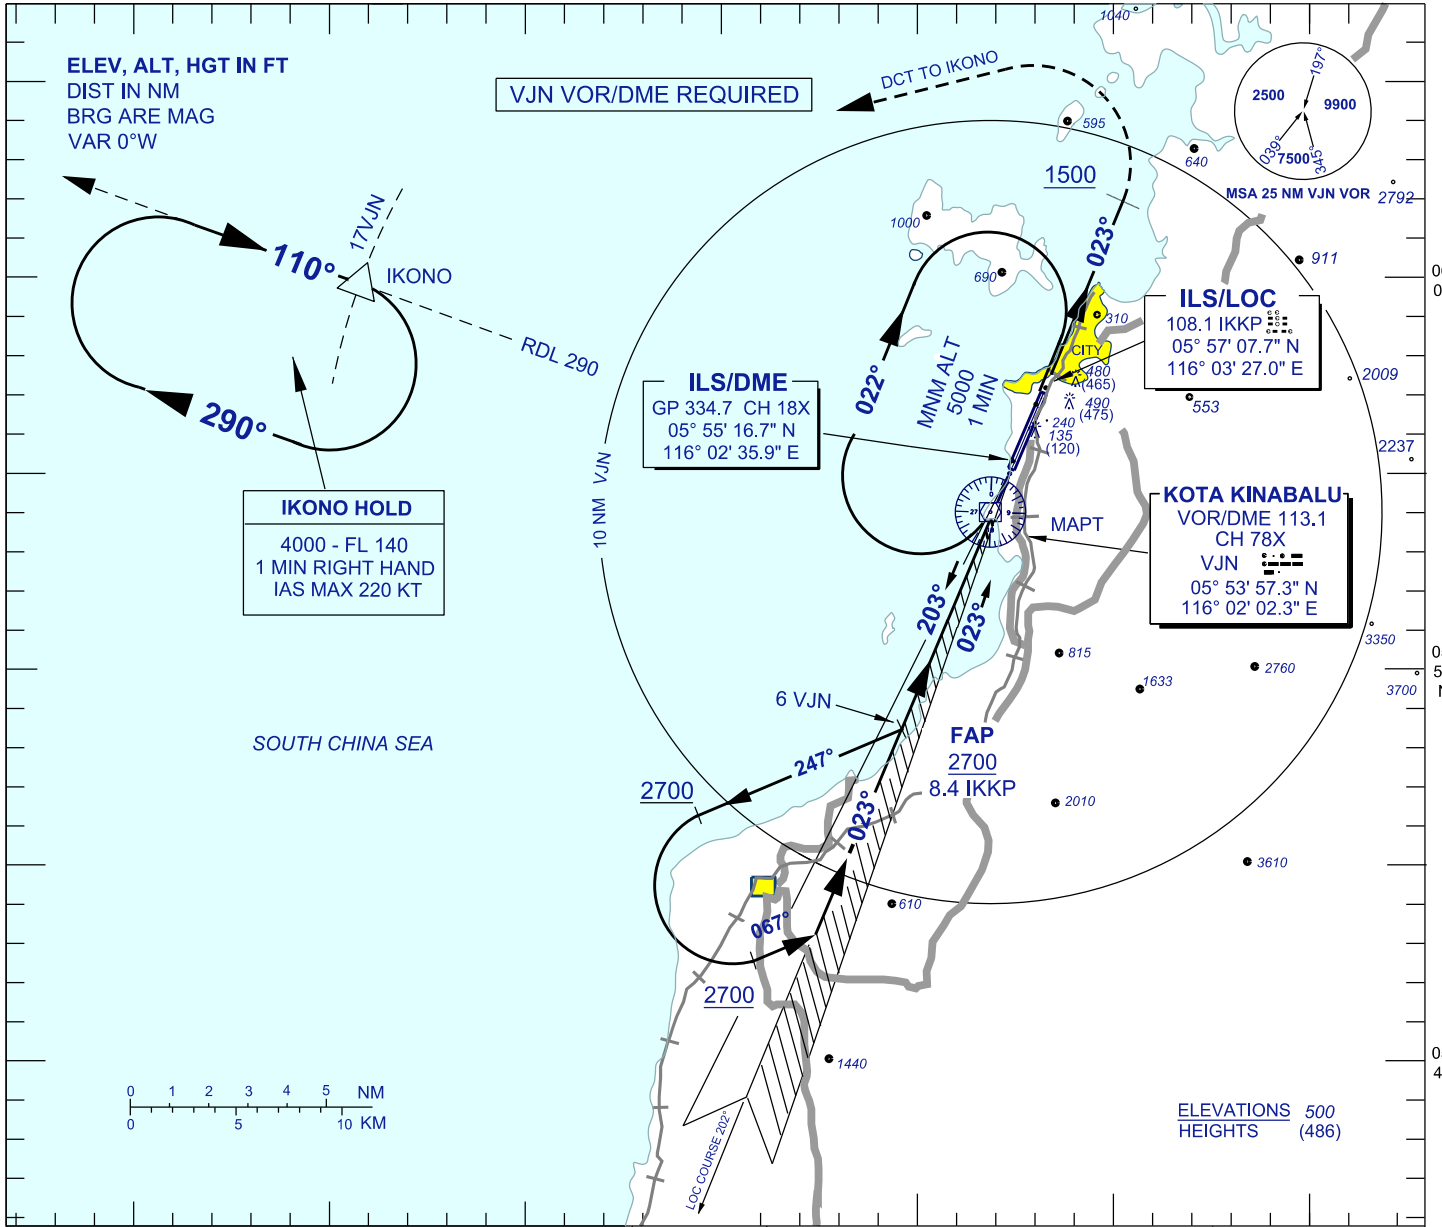 ELEV, ALT, HGT IN FT
DIST IN NM
BRG ARE MAG
VAR 0°W
VJN VOR/DME REQUIRED
DCT TO IKONO
1040
595
640
2500
9900
7500
197°
039°
345°
MSA 25 NM VJN VOR
2792
1500
1000
690
023°
911
17VJN
110°
IKONO
RDL 290
290°
IKONO HOLD
4000 - FL 140
1 MIN RIGHT HAND
IAS MAX 220 KT
ILS/LOC
108.1 IKKP
05° 57' 07.7" N
116° 03' 27.0" E
310
CITY
480
(465)
490
(475)
240
135
(120)
2009
553
2237
022°
MNM ALT
5000
1 MIN
ILS/DME
GP 334.7 CH 18X
05° 55' 16.7" N
116° 02' 35.9" E
10 NM VJN
0
9
27
MAPT
KOTA KINABALU
VOR/DME 113.1
CH 78X
VJN
05° 53' 57.3" N
116° 02' 02.3" E
203°
023°
815
1633
2760
3350
3700
6 VJN
FAP
2700
8.4 IKKP
SOUTH CHINA SEA
247°
2700
023°
2010
3610
610
067°
2700
1440
LOC COURSE 202°
0 1 2 3 4 5 NM
0 5 10 KM
ELEVATIONS 500
HEIGHTS (486)